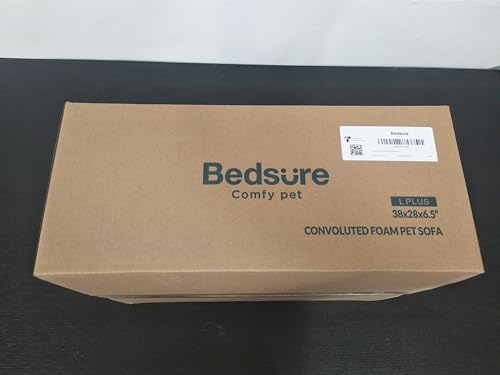 Bedsure
Bedsure
Comfy pet
L PLUS
38x28x6.5"
CONVOLUTED FOAM PET SOFA